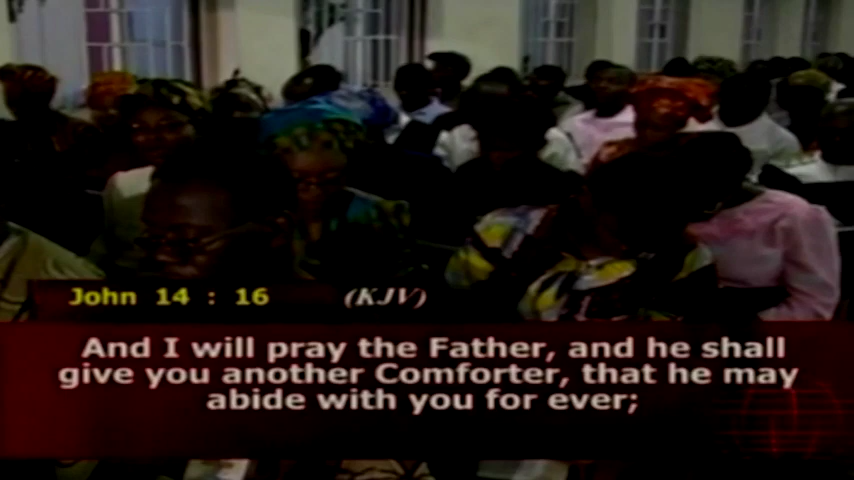 John 14 : 16 (KJV)
And I will pray the Father, and he shall
give you another Comforter, that he may
abide with you for ever;